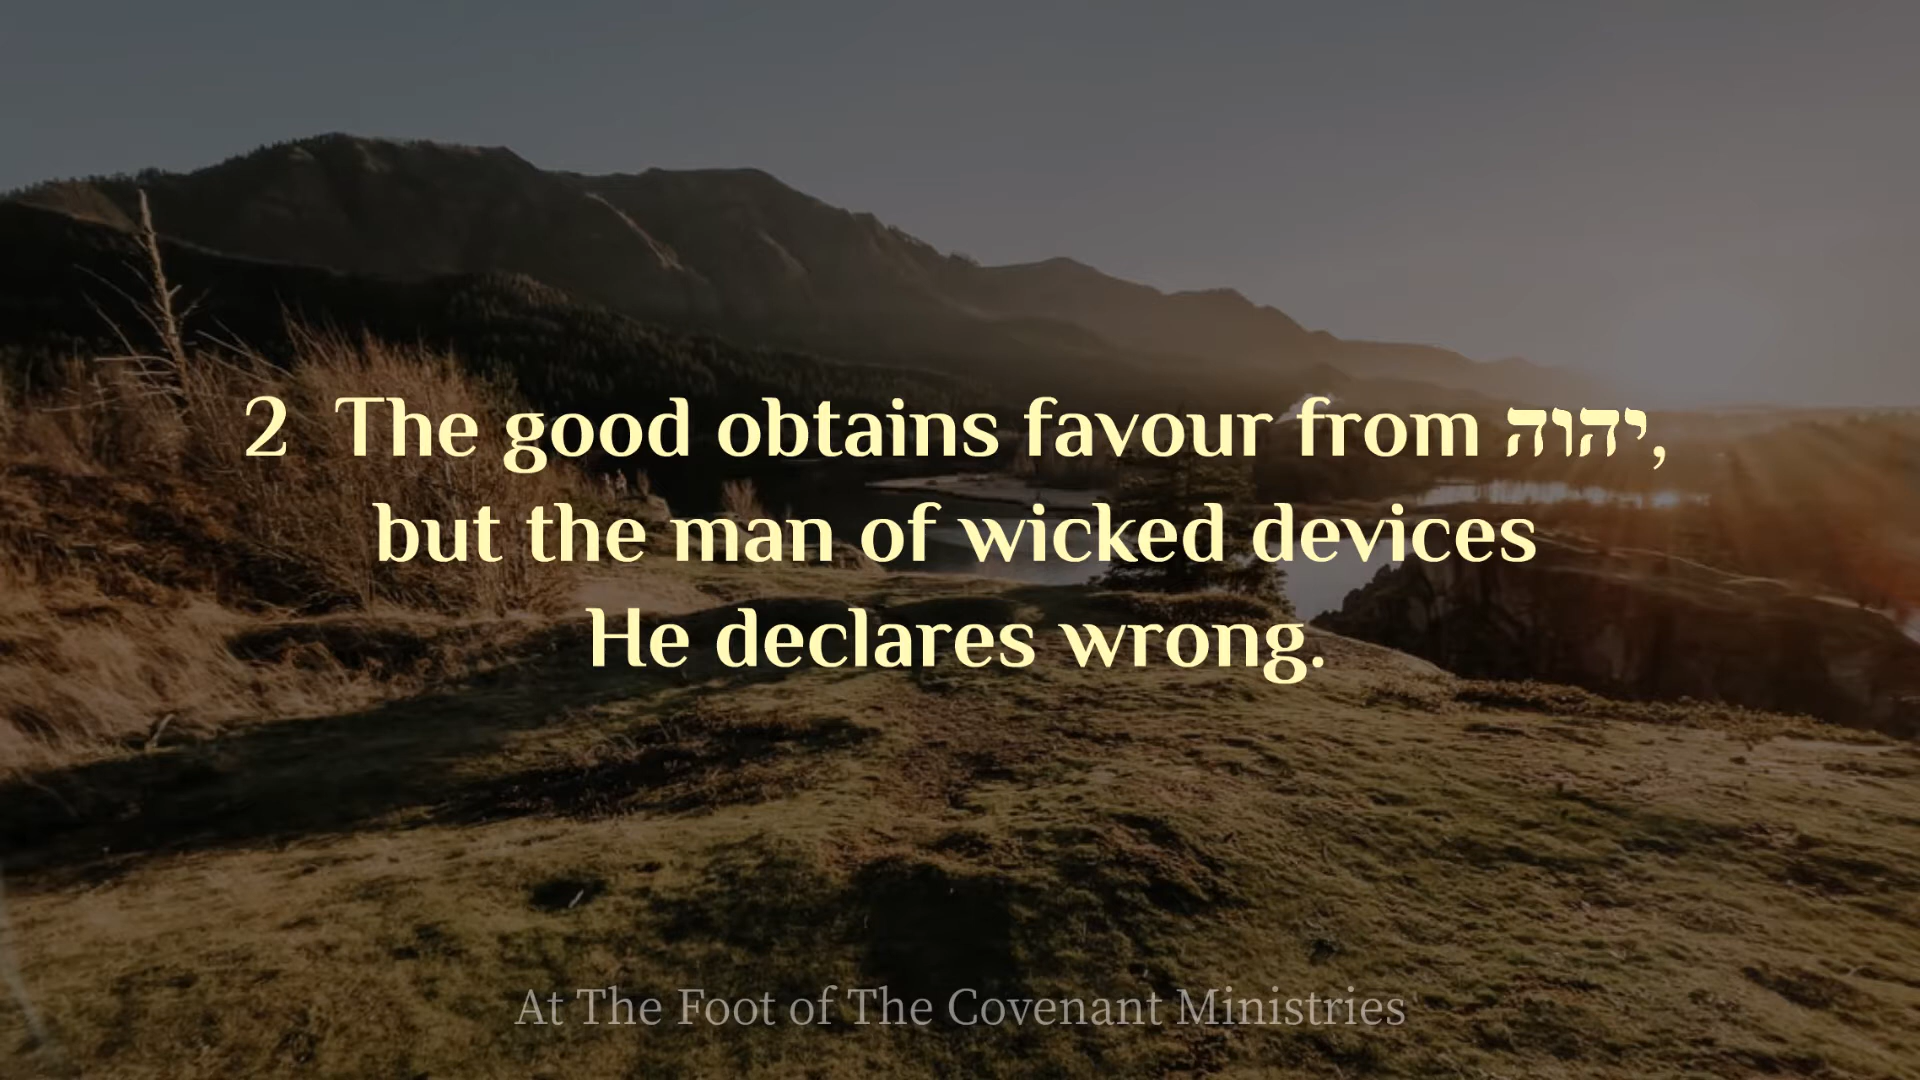 2 The good obtains favour from יהוה,
but the man of wicked devices
He declares wrong.
At The Foot of The Covenant Ministries